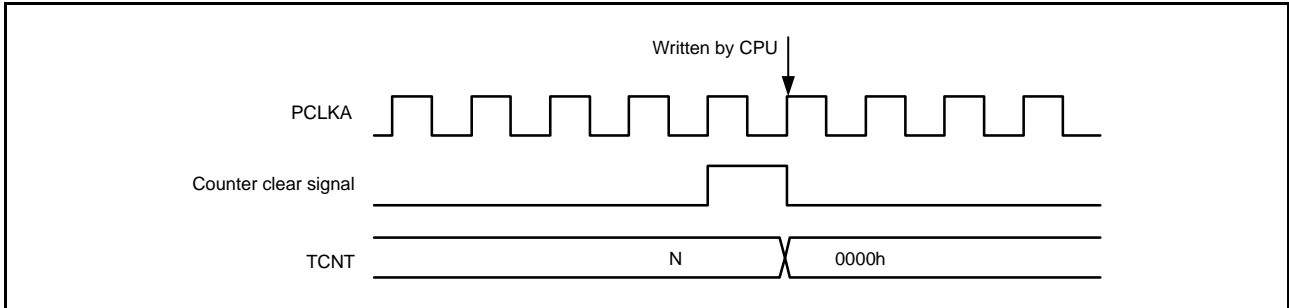 Written by CPU
PCLKA
Counter clear signal
TCNT
N
0000h